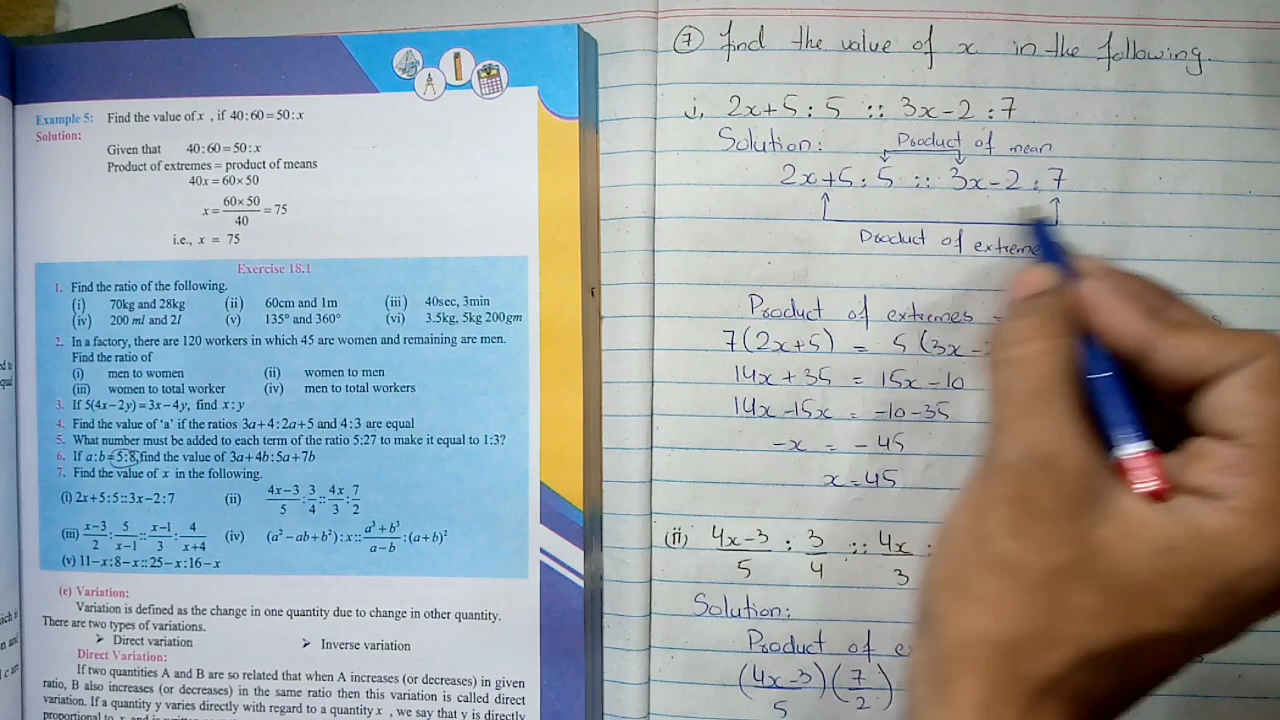 Example 5: Find the value of x , if 40:60=50:x
Solution:
Given that 40:60=50:x
Product of extremes = product of means
40x = 60×50
x = 60×50/40 = 75
i.e., x = 75
Exercise 18.1
1. Find the ratio of the following.
(i) 70kg and 28kg (ii) 60cm and 1m (iii) 40sec, 3min
(iv) 200 ml and 2l (v) 135° and 360° (vi) 3.5kg, 5kg 200gm
2. In a factory, there are 120 workers in which 45 are women and remaining are men.
Find the ratio of
(i) men to women (ii) women to men
(iii) women to total worker (iv) men to total workers
3. If 5(4x−2y)=3x−4y, find x:y
4. Find the value of 'a' if the ratios 3a+4:2a+5 and 4:3 are equal
5. What number must be added to each term of the ratio 5:27 to make it equal to 1:3?
6. If a:b=5:8, find the value of 3a+4b:5a+7b
7. Find the value of x in the following.
(i) 2x+5:5::3x−2:7 (ii) 4x−3/5:3/4::4x/3:7/2
(iii) x−3/2:5/x−1::x−1/3:4/x+4 (iv) (a²−ab+b²):x::a³+b³/a−b:(a+b)²
(v) 11−x:8−x::25−x:16−x
(e) Variation:
Variation is defined as the change in one quantity due to change in other quantity.
There are two types of variations.
➢ Direct variation ➢ Inverse variation
Direct Variation:
If two quantities A and B are so related that when A increases (or decreases) in given
ratio, B also increases (or decreases) in the same ratio then this variation is called direct
variation. If a quantity y varies directly with regard to a quantity x , we say that y is directly
proportional to x
⑦ find the value of x in the following.
i, 2x+5 : 5 :: 3x−2 : 7
Solution:
Product of mean
2x+5 : 5 :: 3x−2 : 7
Product of extreme
Product of extremes =
7(2x+5) = 5(3x−
14x+35 = 15x−10
14x−15x = −10−35
−x = −45
x=45
(ii) 4x−3/5 : 3/4 :: 4x/3 :
Solution:
Product of e
(4x−3/5)(7/2)